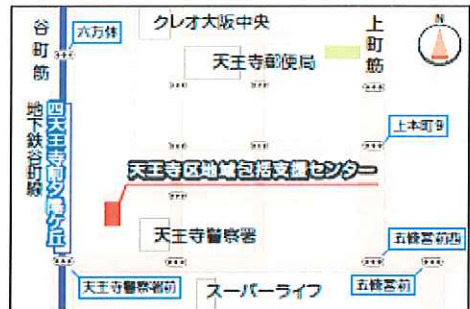 谷町筋
六万体
クレオ大阪中央
上町筋
N
天王寺郵便局
地下鉄谷町線
四天王寺前夕陽ヶ丘
上本町9
天王寺区地域包括支援センター
天王寺警察署
五條宮前西
天王寺警察署前
スーパーライフ
五條宮前